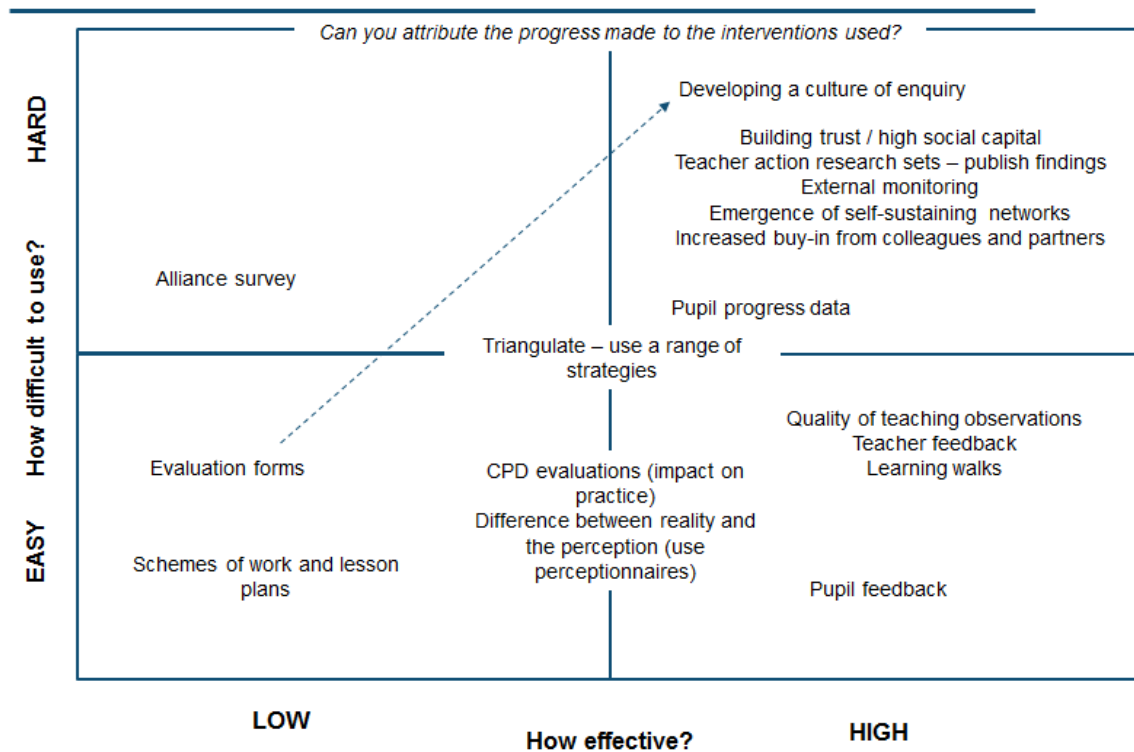 Can you attribute the progress made to the interventions used?
HARD
Developing a culture of enquiry
Building trust / high social capital
Teacher action research sets – publish findings
External monitoring
Emergence of self-sustaining networks
Increased buy-in from colleagues and partners
How difficult to use?
Alliance survey
Pupil progress data
Triangulate – use a range of
strategies
Quality of teaching observations
Teacher feedback
Learning walks
Evaluation forms
CPD evaluations (impact on
practice)
Difference between reality and
the perception (use
perceptionnaires)
EASY
Schemes of work and lesson
plans
Pupil feedback
LOW
How effective?
HIGH